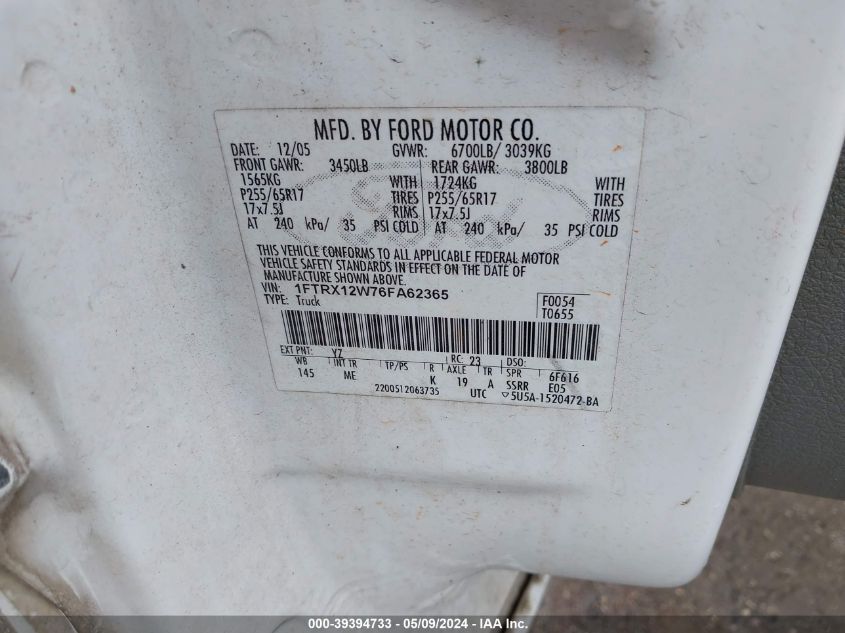 MFD. BY FORD MOTOR CO.
DATE: 12/05 GVWR: 6700LB/ 3039KG
FRONT GAWR: 3450LB REAR GAWR: 3800LB
1565KG WITH 1724KG WITH
P255/65R17 TIRES P255/65R17 TIRES
17x7.5J RIMS 17x7.5J RIMS
AT 240 kPa/ 35 PSI COLD AT 240 kPa/ 35 PSI COLD
Ford
THIS VEHICLE CONFORMS TO ALL APPLICABLE FEDERAL MOTOR
VEHICLE SAFETY STANDARDS IN EFFECT ON THE DATE OF
MANUFACTURE SHOWN ABOVE.
VIN: 1FTRX12W76FA62365 F0054
TYPE: Truck T0655
EXT PNT: YZ RC: 23 DSO:
WB INT TR TP/PS R AXLE TR SPR 6F616
145 ME K 19 A SSRR E05
2200512063735 UTC ▽5U5A-1520472-BA
000-39394733 - 05/09/2024 - IAA Inc.